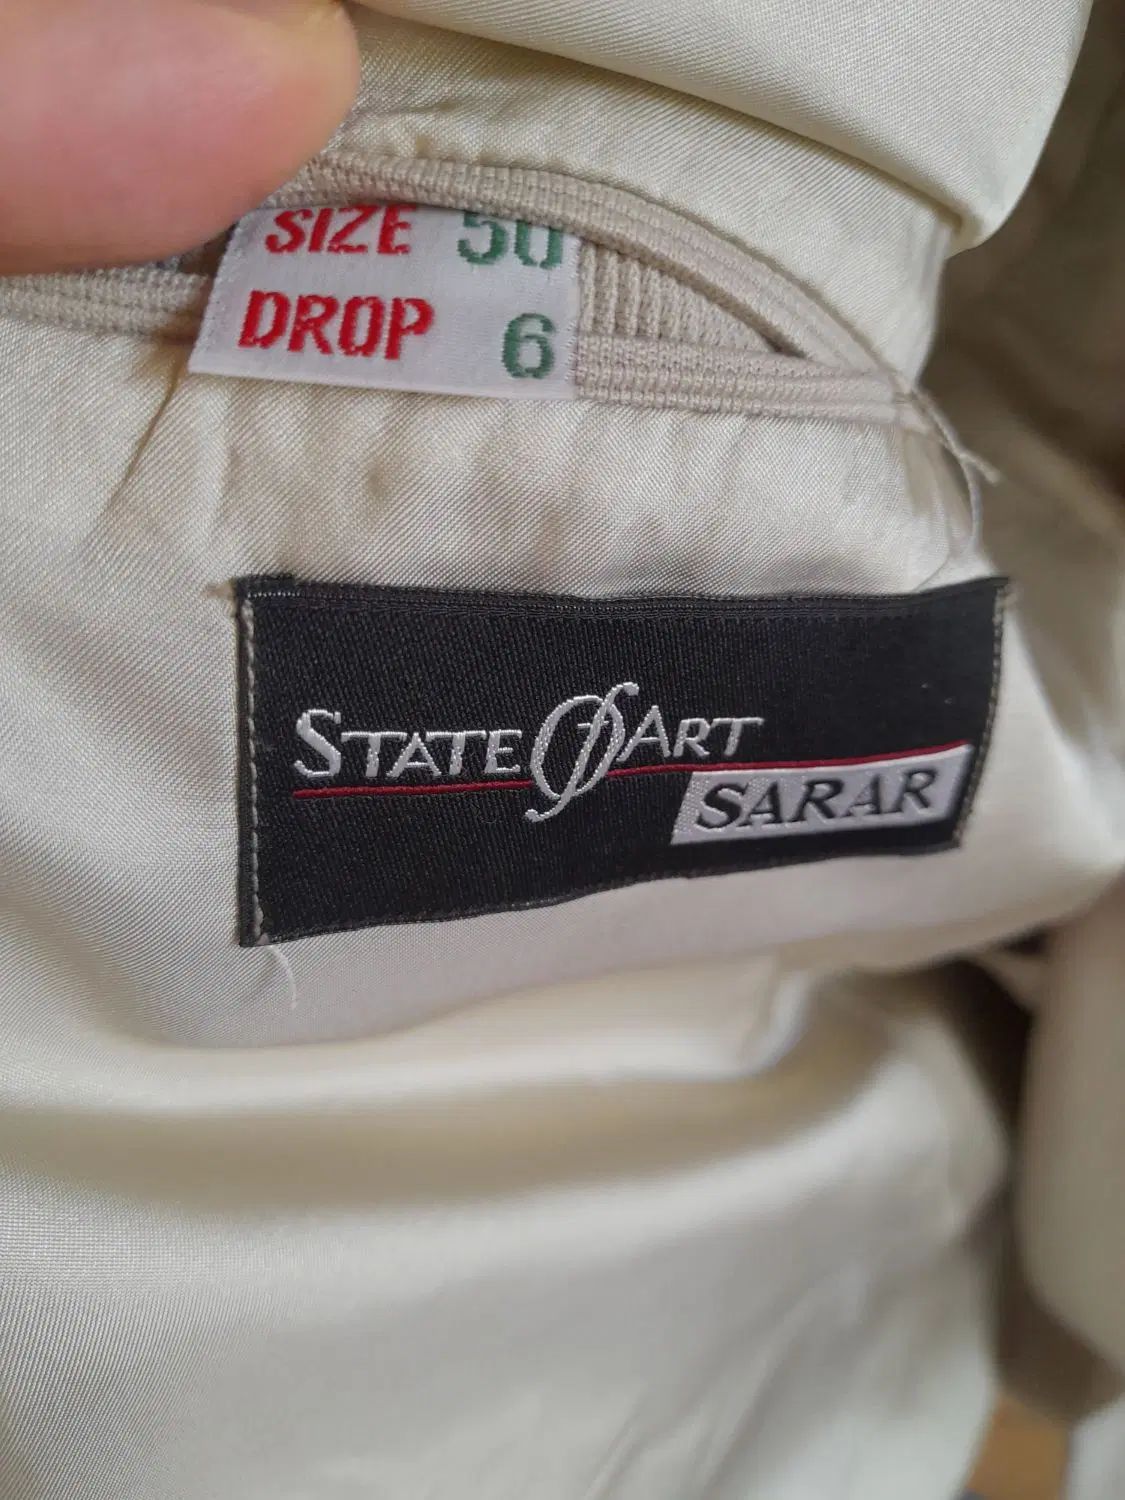 SIZE 50
DROP 6
STATE OF ART
SARAR